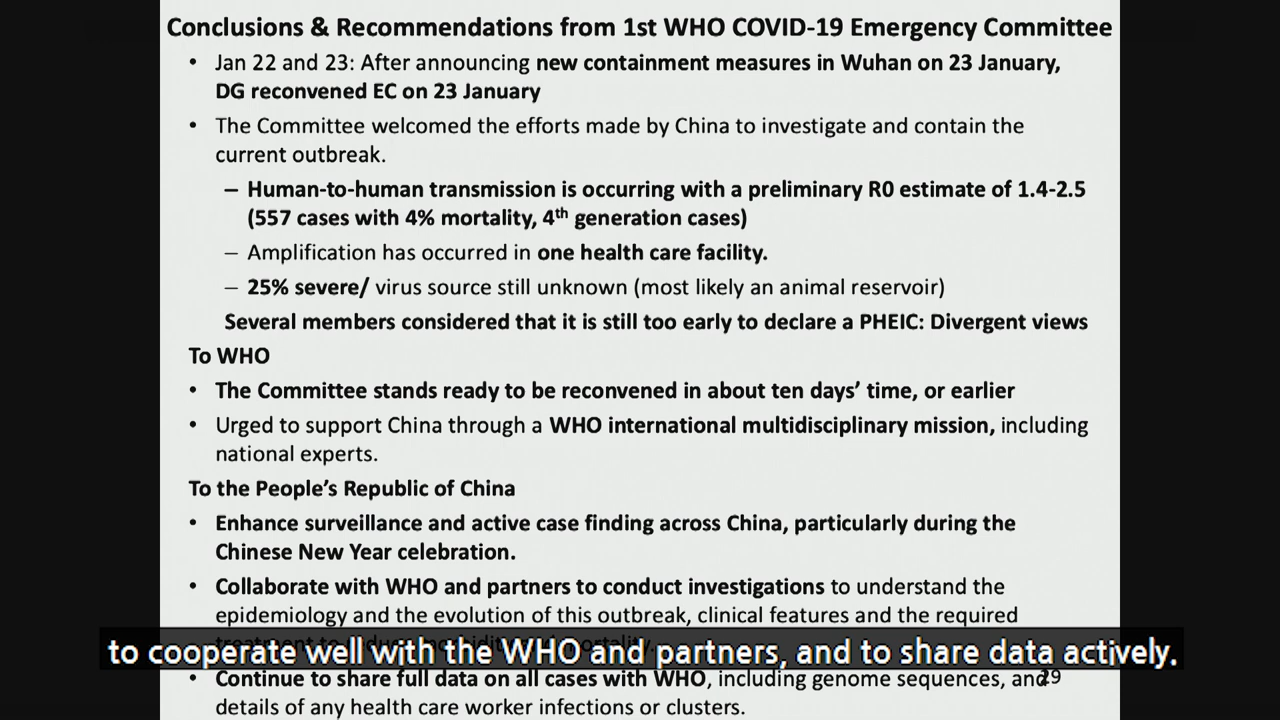 Conclusions & Recommendations from 1st WHO COVID-19 Emergency Committee
• Jan 22 and 23: After announcing new containment measures in Wuhan on 23 January,
DG reconvened EC on 23 January
• The Committee welcomed the efforts made by China to investigate and contain the
current outbreak.
– Human-to-human transmission is occurring with a preliminary R0 estimate of 1.4-2.5
(557 cases with 4% mortality, 4th generation cases)
– Amplification has occurred in one health care facility.
– 25% severe/ virus source still unknown (most likely an animal reservoir)
Several members considered that it is still too early to declare a PHEIC: Divergent views
To WHO
• The Committee stands ready to be reconvened in about ten days’ time, or earlier
• Urged to support China through a WHO international multidisciplinary mission, including
national experts.
To the People’s Republic of China
• Enhance surveillance and active case finding across China, particularly during the
Chinese New Year celebration.
• Collaborate with WHO and partners to conduct investigations to understand the
epidemiology and the evolution of this outbreak, clinical features and the required
to cooperate well with the WHO and partners, and to share data actively.
• Continue to share full data on all cases with WHO, including genome sequences, and
29
details of any health care worker infections or clusters.